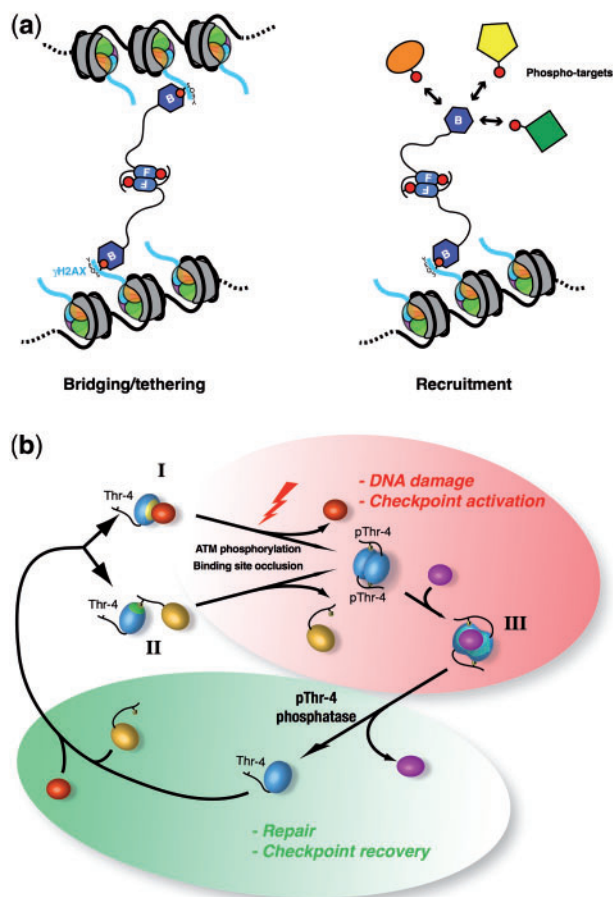 (a)
B
F
F
B
γH2AX
Bridging/tethering
Phospho-targets
B
F
F
B
Recruitment
(b)
I
Thr-4
- DNA damage
- Checkpoint activation
ATM phosphorylation
Binding site occlusion
pThr-4
pThr-4
Thr-4
II
III
pThr-4
phosphatase
Thr-4
- Repair
- Checkpoint recovery